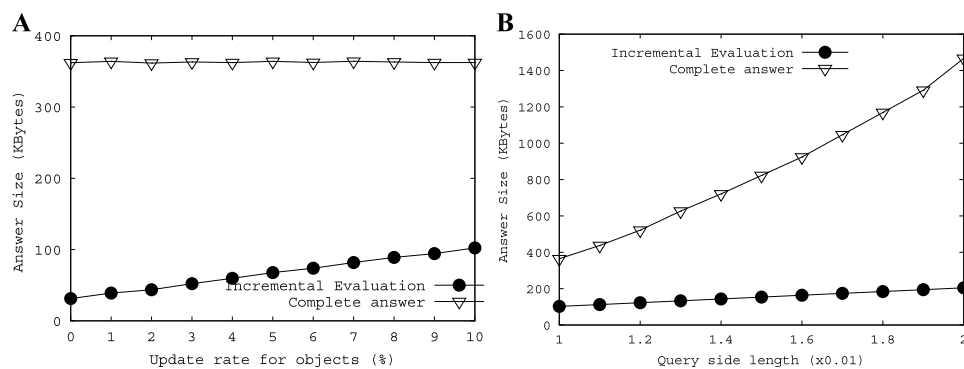 A
400
300
200
100
0
Answer Size (KBytes)
Incremental Evaluation
Complete answer
0 1 2 3 4 5 6 7 8 9 10
Update rate for objects (%)
B
1600
1400
1200
1000
800
600
400
200
0
Answer Size (KBytes)
Incremental Evaluation
Complete answer
1 1.2 1.4 1.6 1.8 2
Query side length (x0.01)